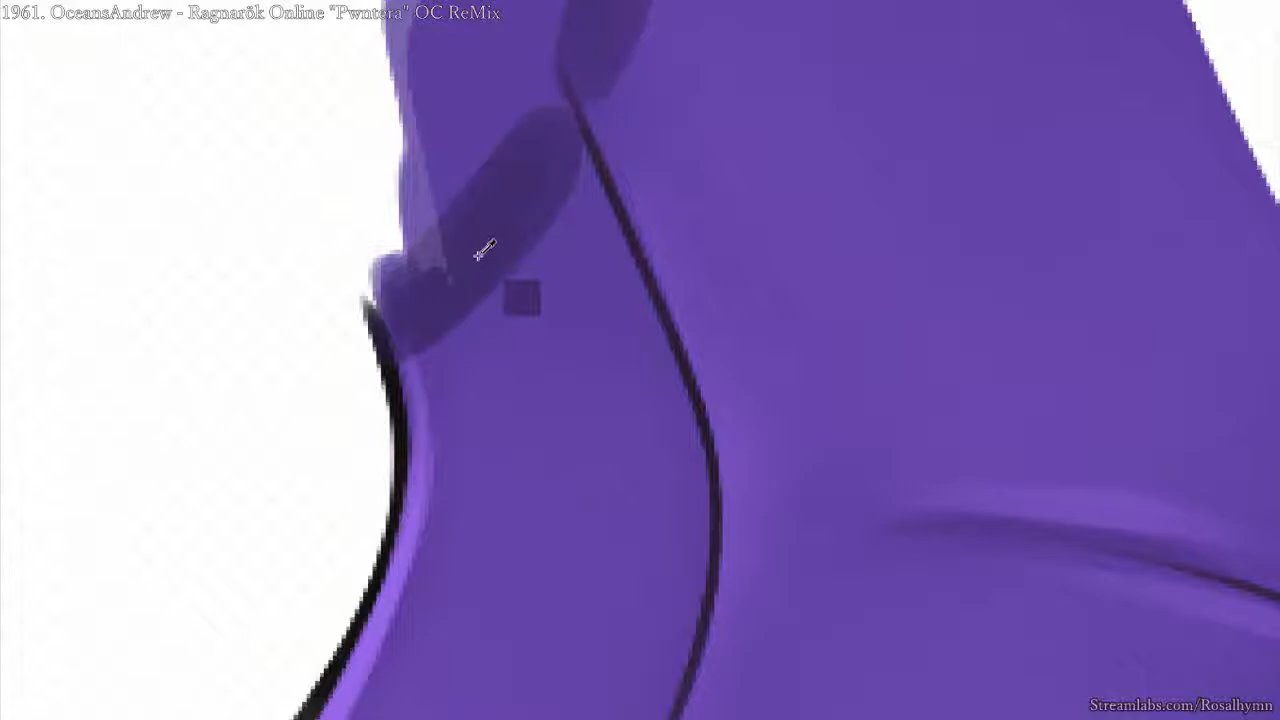 1961. OceansAndrew - Ragnarök Online "Pwntera" OC ReMix
Streamlabs.com/Rosalhymn